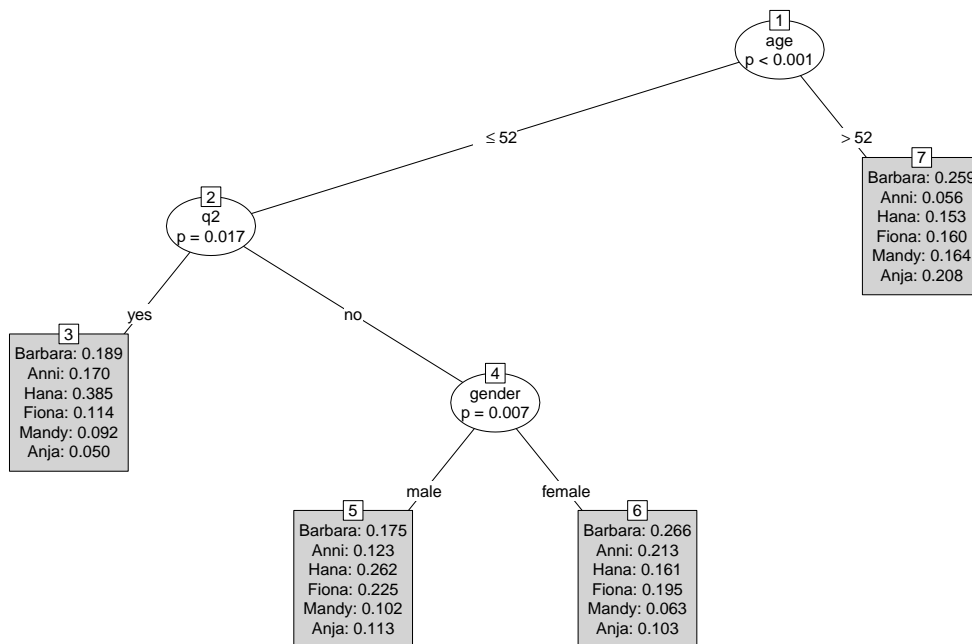 1
age
p < 0.001
≤ 52
> 52
2
q2
p = 0.017
yes
no
3
Barbara: 0.189
Anni: 0.170
Hana: 0.385
Fiona: 0.114
Mandy: 0.092
Anja: 0.050
4
gender
p = 0.007
male
female
5
Barbara: 0.175
Anni: 0.123
Hana: 0.262
Fiona: 0.225
Mandy: 0.102
Anja: 0.113
6
Barbara: 0.266
Anni: 0.213
Hana: 0.161
Fiona: 0.195
Mandy: 0.063
Anja: 0.103
7
Barbara: 0.259
Anni: 0.056
Hana: 0.153
Fiona: 0.160
Mandy: 0.164
Anja: 0.208